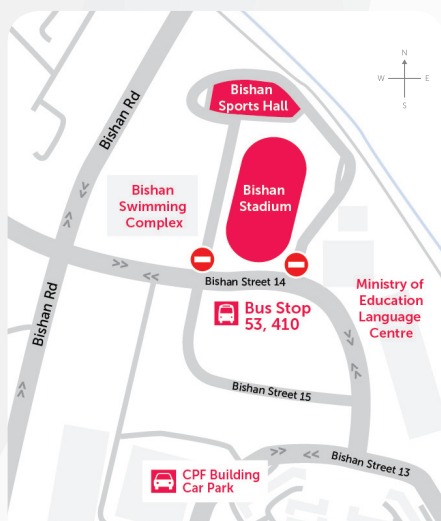 N
W
E
S
Bishan Rd
Bishan
Sports Hall
Bishan
Stadium
Bishan
Swimming
Complex
Bishan Street 14
Bishan Rd
Bus Stop
53, 410
Ministry of
Education
Language
Centre
Bishan Street 15
Bishan Street 13
CPF Building
Car Park